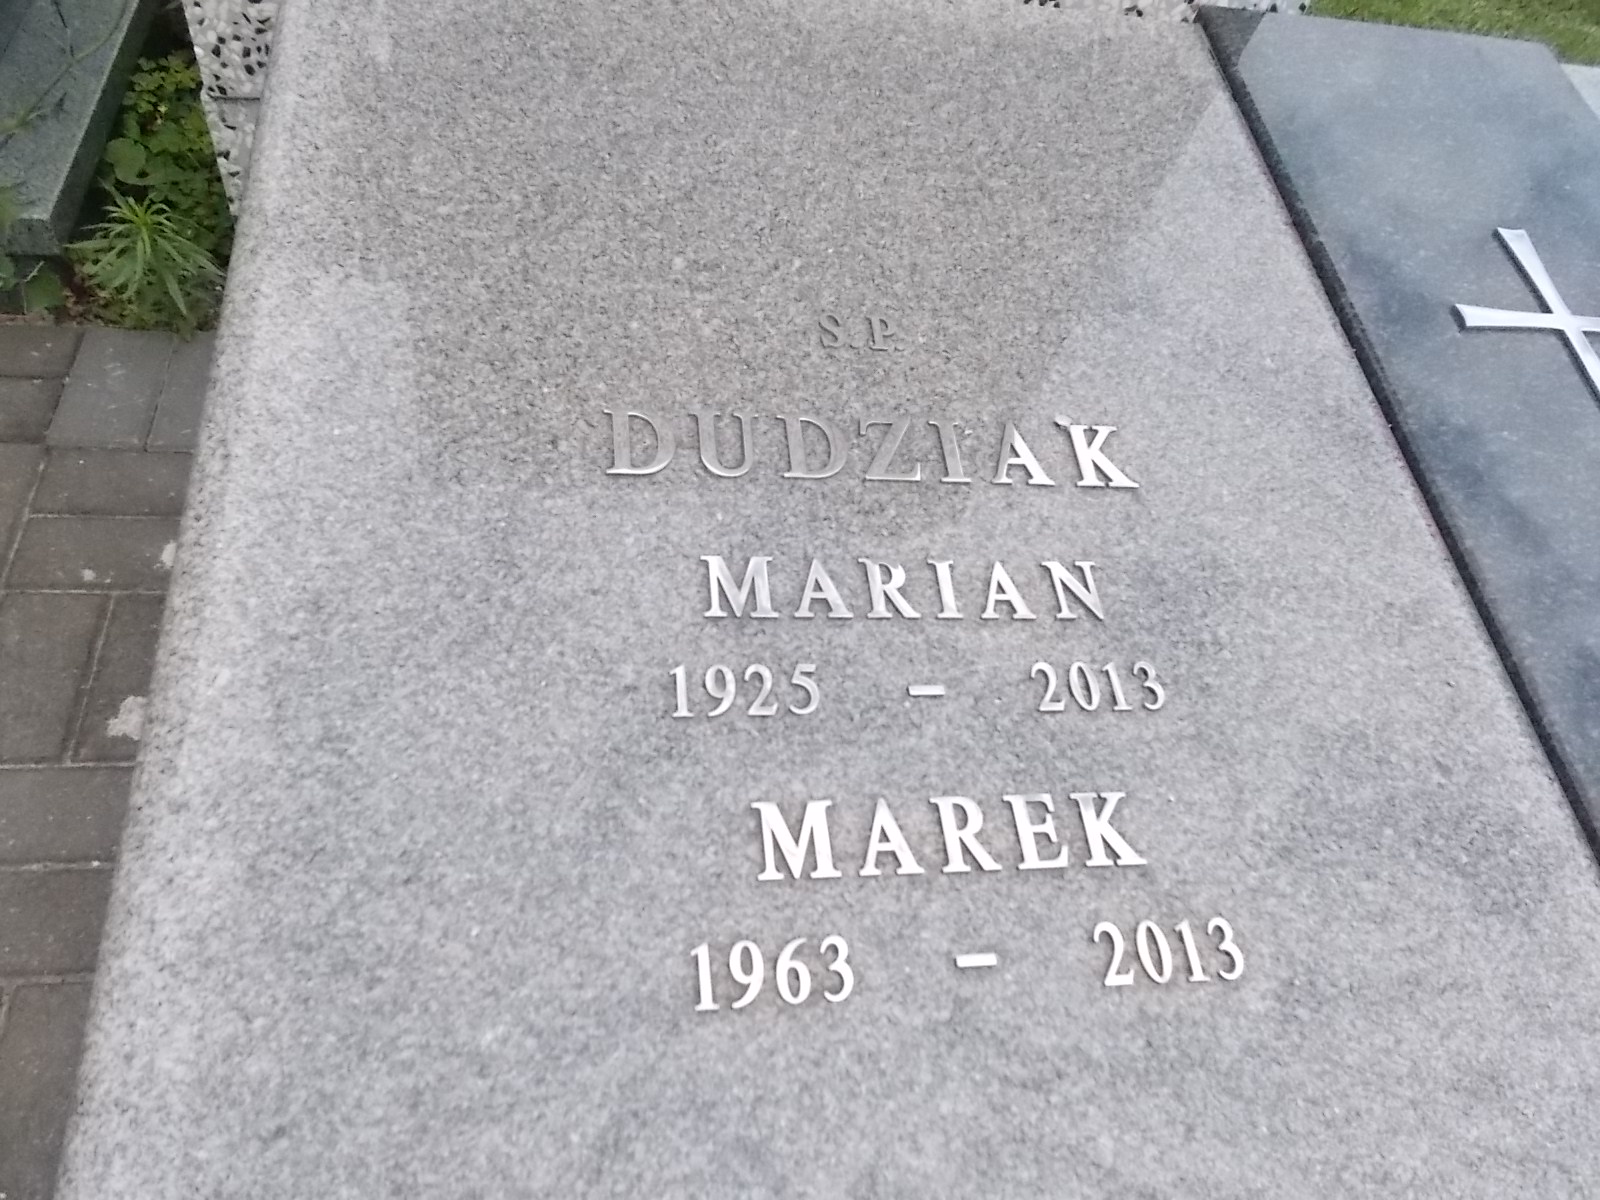 S.P.
DUDZIAK
MARIAN
1925 - 2013
MAREK
1963 - 2013